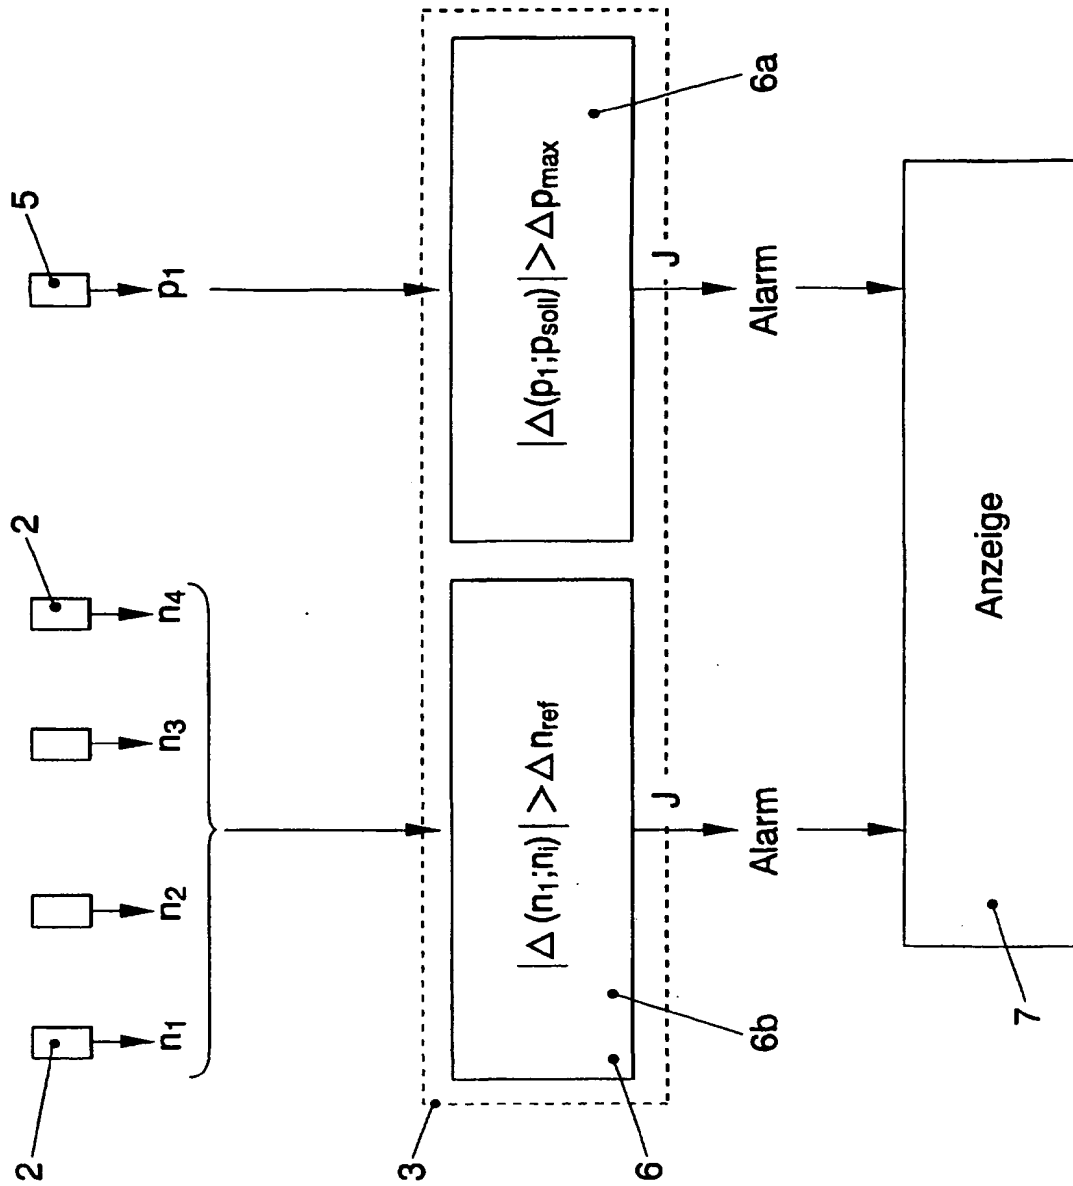 5
2
2
p1
n4
n3
n2
n1
3
|Δ(p1;psoll)|>Δpmax
6a
|Δ(n1;ni)|>Δnref
6b
6
J
J
Alarm
Alarm
Anzeige
7